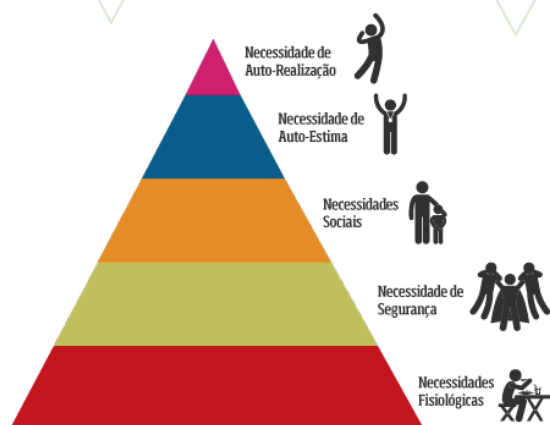 Necessidade de
Auto-Realização
Necessidade de
Auto-Estima
Necessidades
Sociais
Necessidade de
Segurança
Necessidades
Fisiológicas